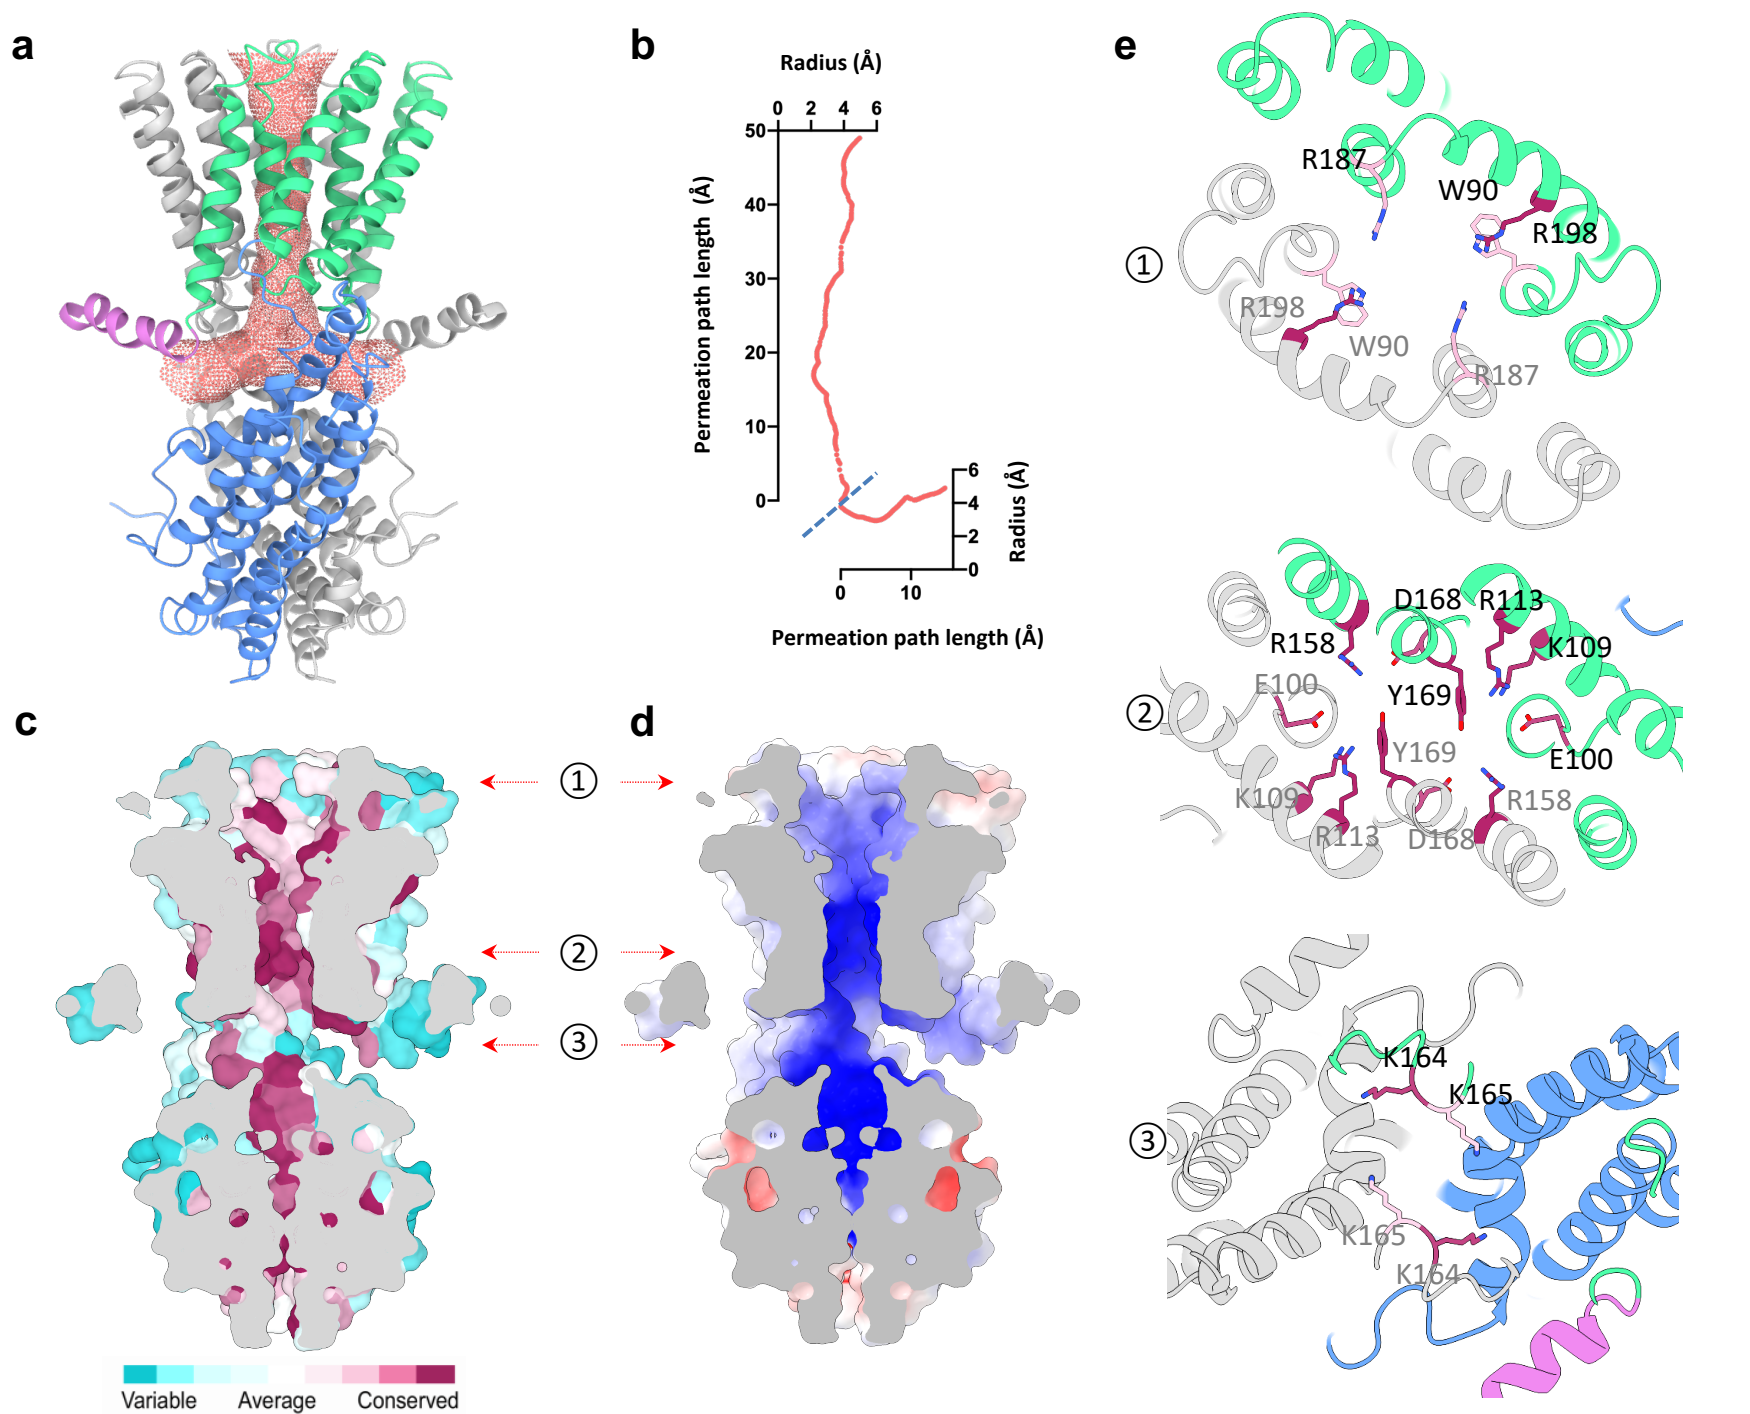 a
b
Radius (Å)
0 2 4 6
50
40
30
20
10
0
Permeation path length (Å)
6
4
2
0
Radius (Å)
0 10
Permeation path length (Å)
c
d
①
②
③
Variable Average Conserved
e
①
R187
W90
R198
R198
W90
R187
②
D168 R113
R158
K109
E100
Y169
Y169
E100
K109
R158
R113 D168
③
K164
K165
K165
K164